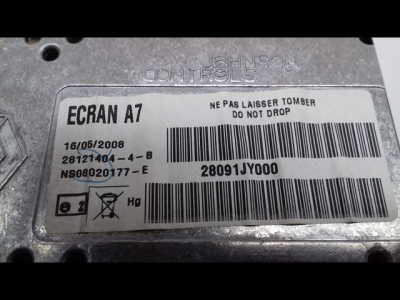 JOHNSON
CONTROLS
ECRAN A7
NE PAS LAISSER TOMBER
DO NOT DROP
16/05/2008
28121404-4-B
NS08020177-E
28091JY000
2
Hg